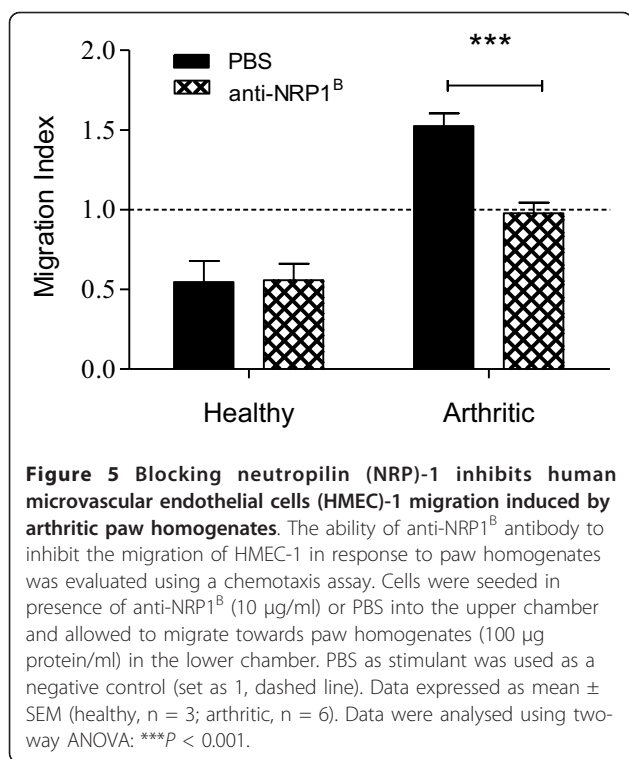 2.0
***
PBS
anti-NRP1ᴮ
1.5
Migration Index
1.0
0.5
0.0
Healthy
Arthritic
Figure 5 Blocking neutropilin (NRP)-1 inhibits human
microvascular endothelial cells (HMEC)-1 migration induced by
arthritic paw homogenates. The ability of anti-NRP1ᴮ antibody to
inhibit the migration of HMEC-1 in response to paw homogenates
was evaluated using a chemotaxis assay. Cells were seeded in
presence of anti-NRP1ᴮ (10 μg/ml) or PBS into the upper chamber
and allowed to migrate towards paw homogenates (100 μg
protein/ml) in the lower chamber. PBS as stimulant was used as a
negative control (set as 1, dashed line). Data expressed as mean ±
SEM (healthy, n = 3; arthritic, n = 6). Data were analysed using two-
way ANOVA: ***P < 0.001.